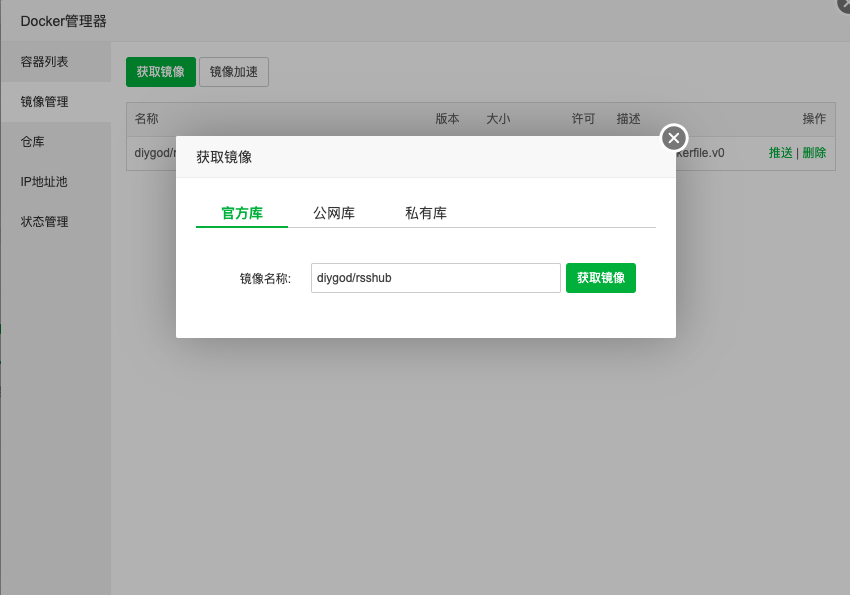 Docker管理器
容器列表
镜像管理
仓库
IP地址池
状态管理
获取镜像 镜像加速
名称 版本 大小 许可 描述 操作
diygod/ kerfile.v0 推送 | 删除
获取镜像
官方库 公网库 私有库
镜像名称: diygod/rsshub 获取镜像